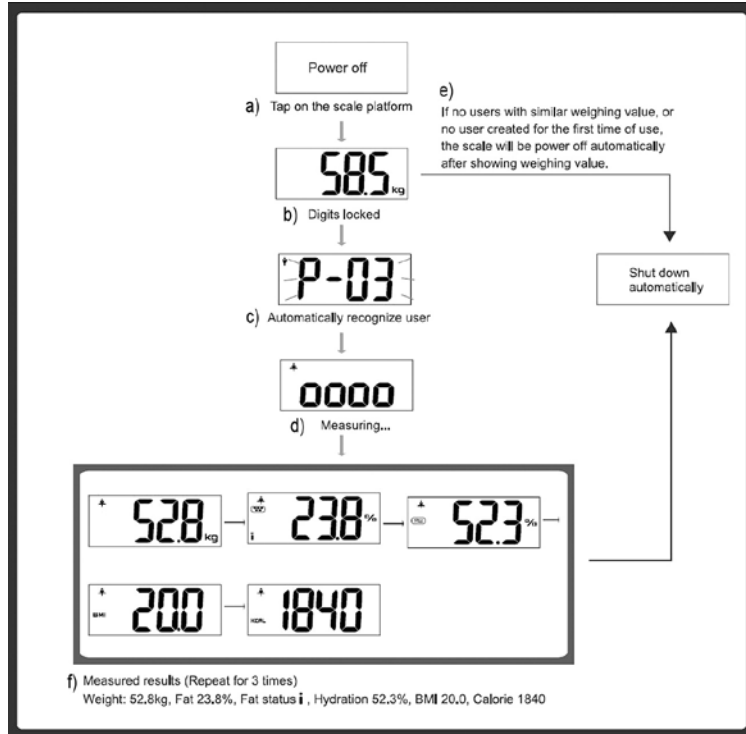 Power off
a) Tap on the scale platform
e)
If no users with similar weighing value, or
no user created for the first time of use,
the scale will be power off automatically
after showing weighing value.
58.5 kg
b) Digits locked
P-03
c) Automatically recognize user
Shut down
automatically
oooo
d) Measuring...
52.8 kg
23.8 %
i
52.3 %
BMI 20.0
KCAL 1840
f) Measured results (Repeat for 3 times)
Weight: 52.8kg, Fat 23.8%, Fat status i , Hydration 52.3%, BMI 20.0, Calorie 1840